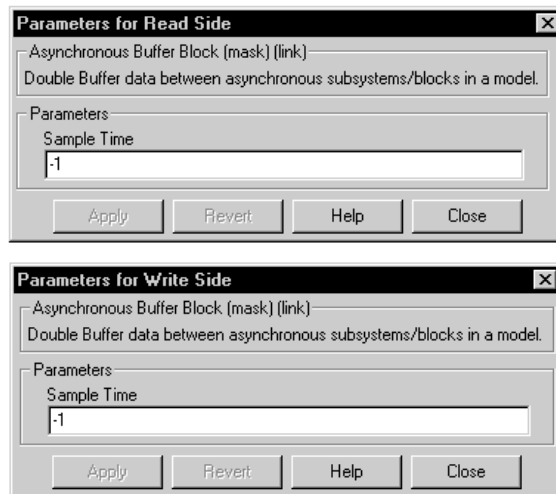 Parameters for Read Side
Asynchronous Buffer Block (mask) (link)
Double Buffer data between asynchronous subsystems/blocks in a model.
Parameters
Sample Time
-1
Apply Revert Help Close
Parameters for Write Side
Asynchronous Buffer Block (mask) (link)
Double Buffer data between asynchronous subsystems/blocks in a model.
Parameters
Sample Time
-1
Apply Revert Help Close